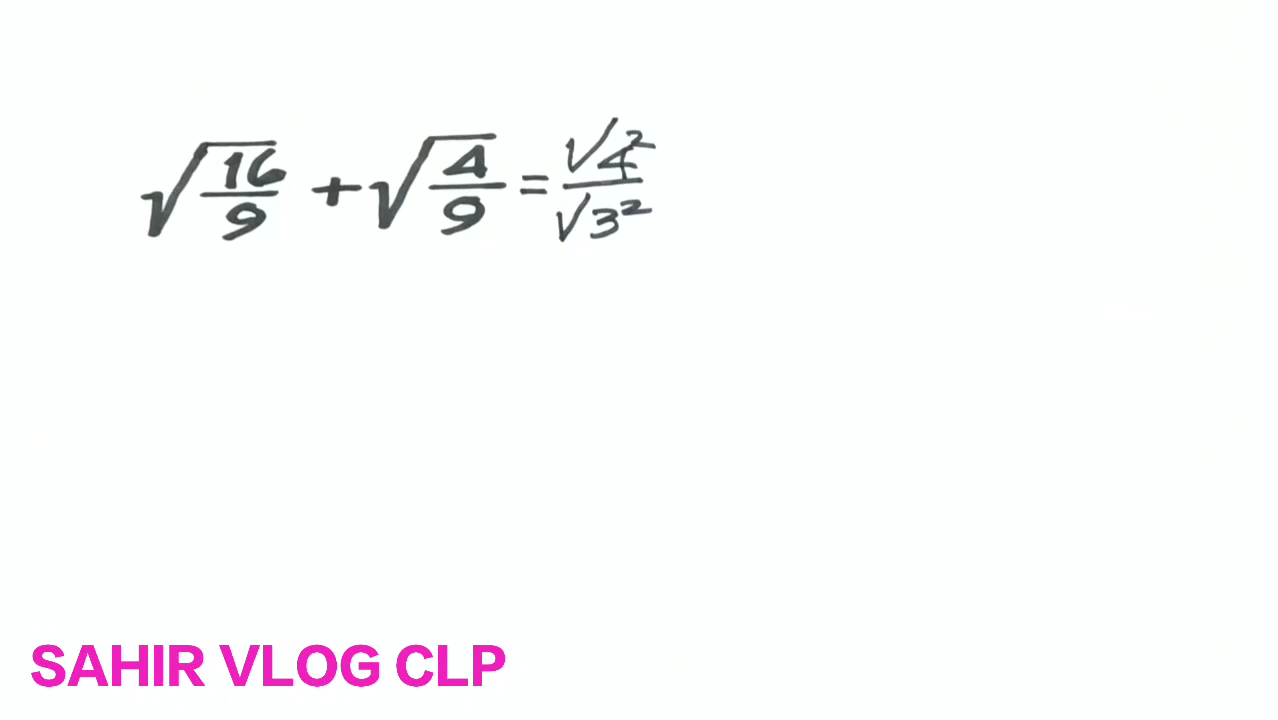 √16/9 + √4/9 = √4²/√3²
SAHIR VLOG CLP